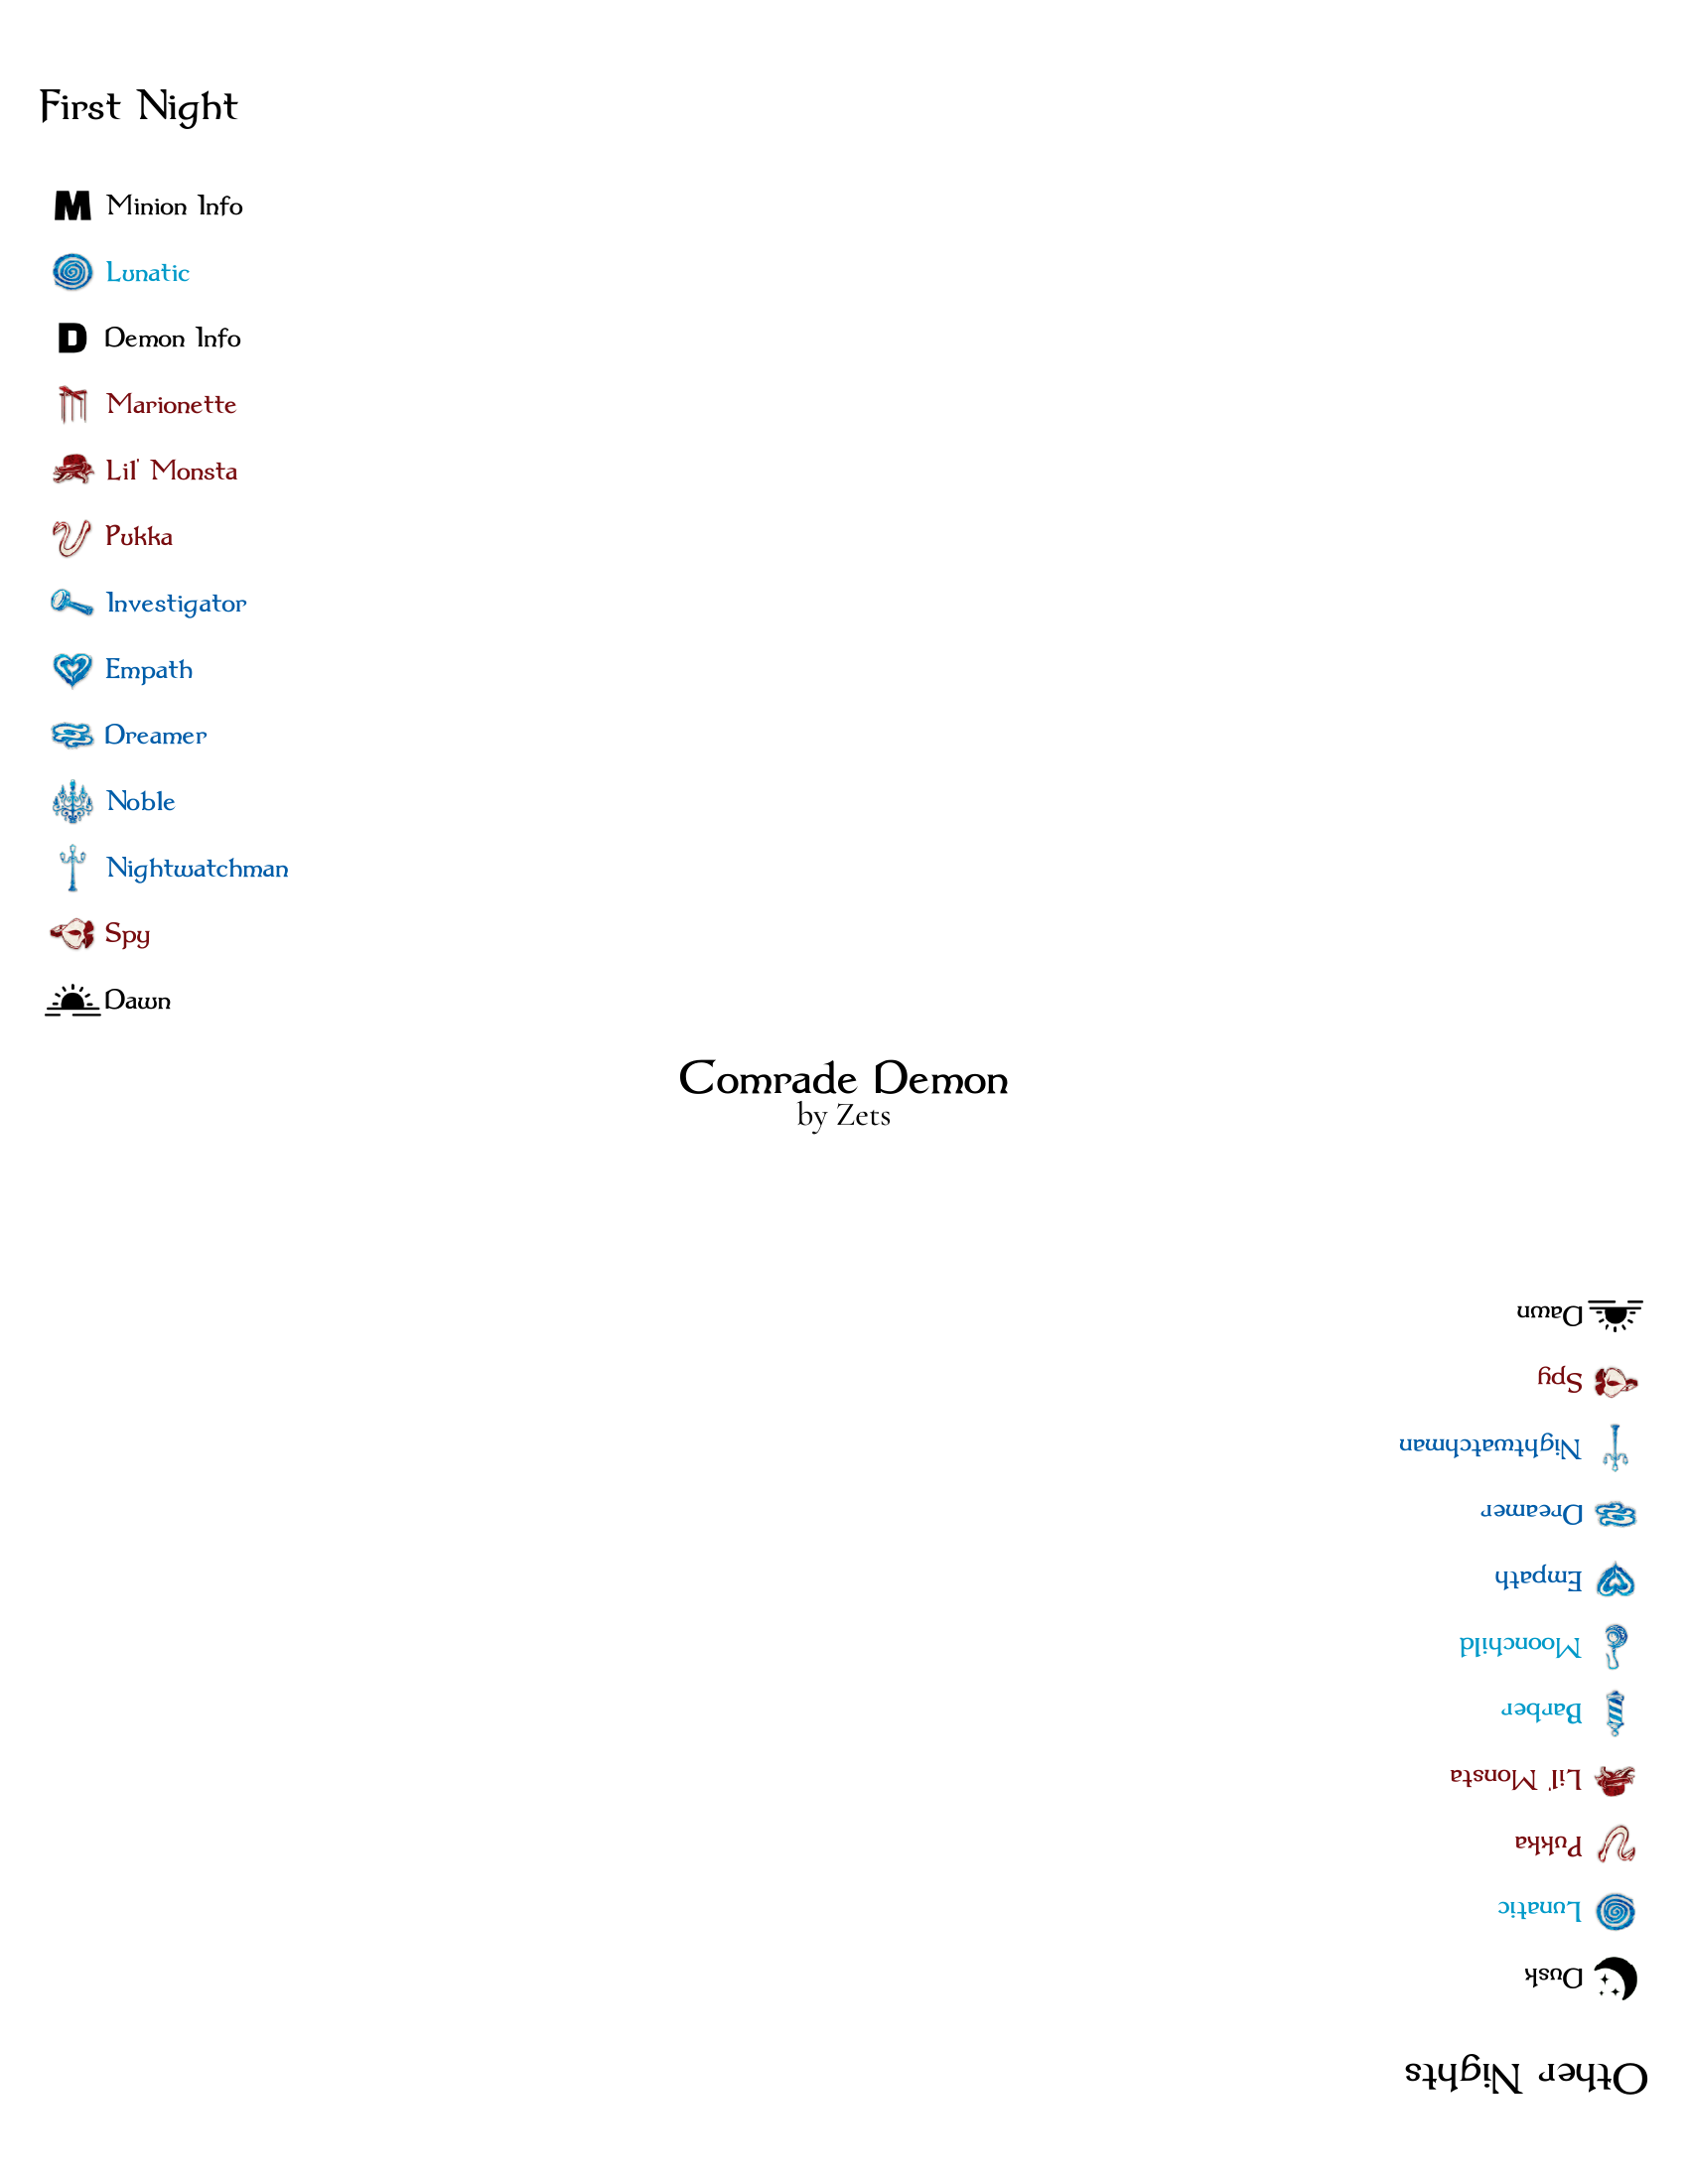 First Night
M Minion Info
Lunatic
D Demon Info
Marionette
Lil' Monsta
Pukka
Investigator
Empath
Dreamer
Noble
Nightwatchman
Spy
Dawn
Comrade Demon
by Zets
Other Nights
Dusk
Lunatic
Pukka
Lil' Monsta
Barber
Moonchild
Empath
Dreamer
Nightwatchman
Spy
Dawn